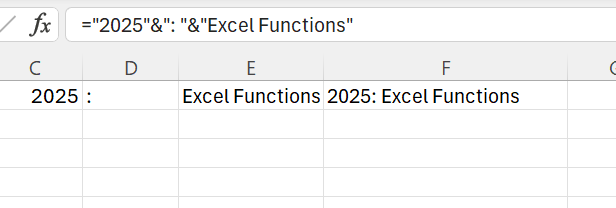 fx ="2025"&": "&"Excel Functions"
C D E F
2025 : Excel Functions 2025: Excel Functions